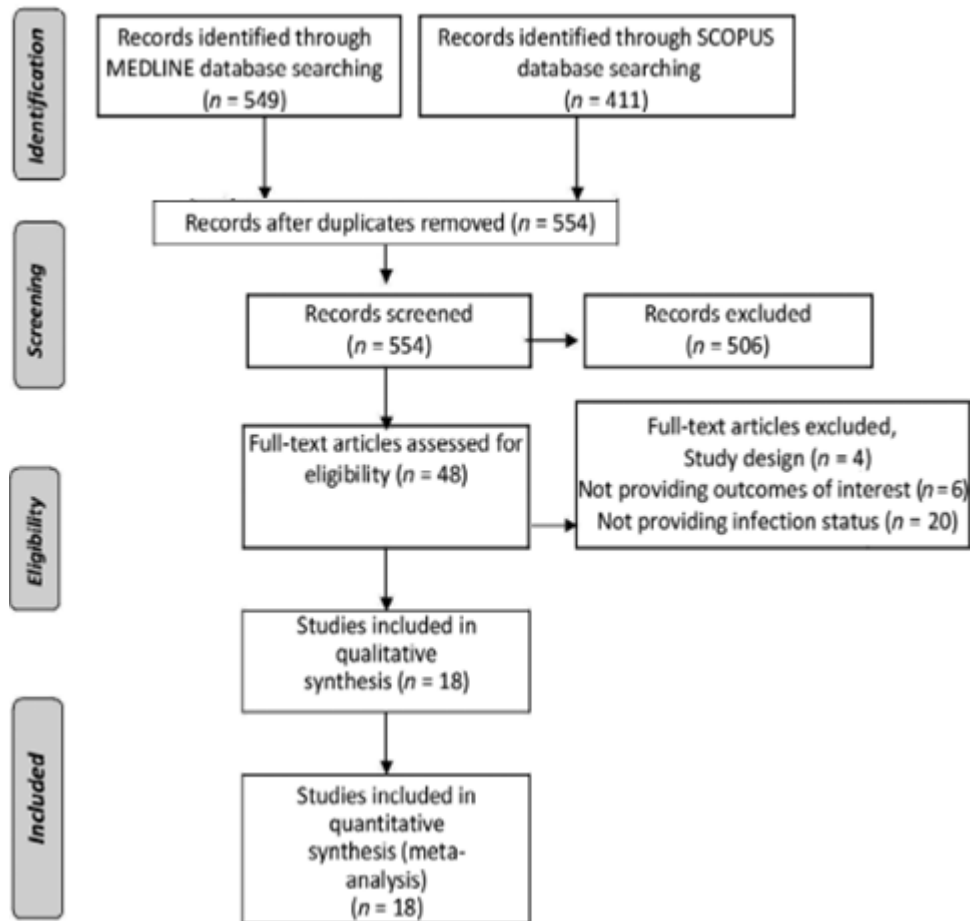 Identification
Records identified through
MEDLINE database searching
(n = 549)
Records identified through SCOPUS
database searching
(n = 411)
Records after duplicates removed (n = 554)
Screening
Records screened
(n = 554)
Records excluded
(n = 506)
Eligibility
Full-text articles assessed for
eligibility (n = 48)
Full-text articles excluded,
Study design (n = 4)
Not providing outcomes of interest (n = 6)
Not providing infection status (n = 20)
Studies included in
qualitative
synthesis (n = 18)
Included
Studies included in
quantitative
synthesis (meta-
analysis)
(n = 18)